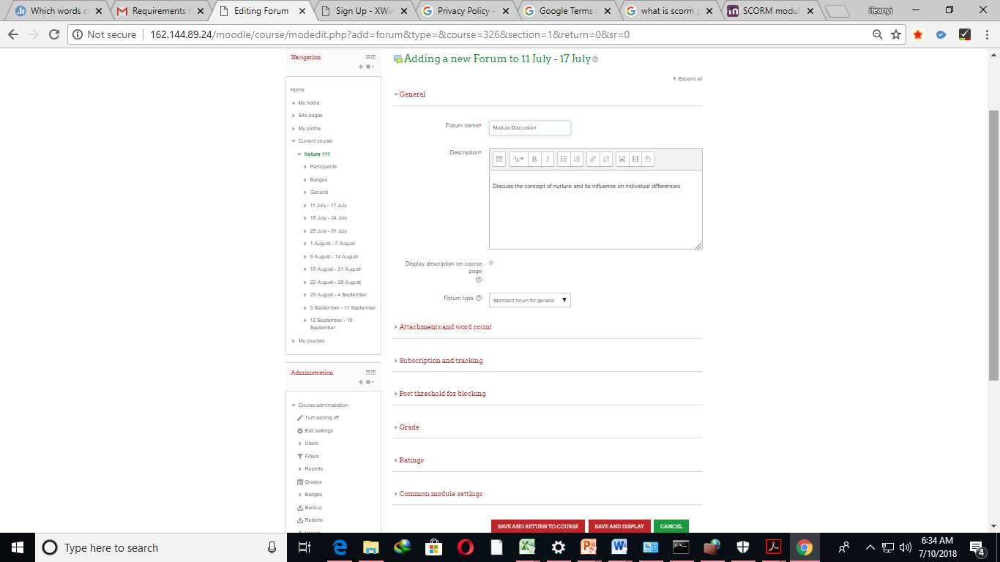 Which words c
Requirements f
Editing Forum
Sign Up - XWi
Privacy Policy –
Google Terms o
what is scorm p
SCORM modul
ifeanyi
Not secure
162.144.89.24/moodle/course/modedit.php?add=forum&type=&course=326&section=1&return=0&sr=0
Navigation
Home
My home
Site pages
My profile
Current course
Nature 111
Participants
Badges
General
11 July - 17 July
18 July - 24 July
25 July - 31 July
1 August - 7 August
8 August - 14 August
15 August - 21 August
22 August - 28 August
29 August - 4 September
5 September - 11 September
12 September - 18
September
My courses
Administration
Course administration
Turn editing off
Edit settings
Users
Filters
Reports
Grades
Badges
Backup
Restore
Adding a new Forum to 11 July - 17 July
Expand all
General
Forum name*
Module Discussion
Description*
Discuss the concept of nurture and its influence on individual differences
Display description on course
page
Forum type
Standard forum for general
Attachments and word count
Subscription and tracking
Post threshold for blocking
Grade
Ratings
Common module settings
SAVE AND RETURN TO COURSE
SAVE AND DISPLAY
CANCEL
Type here to search
6:34 AM
7/10/2018
4